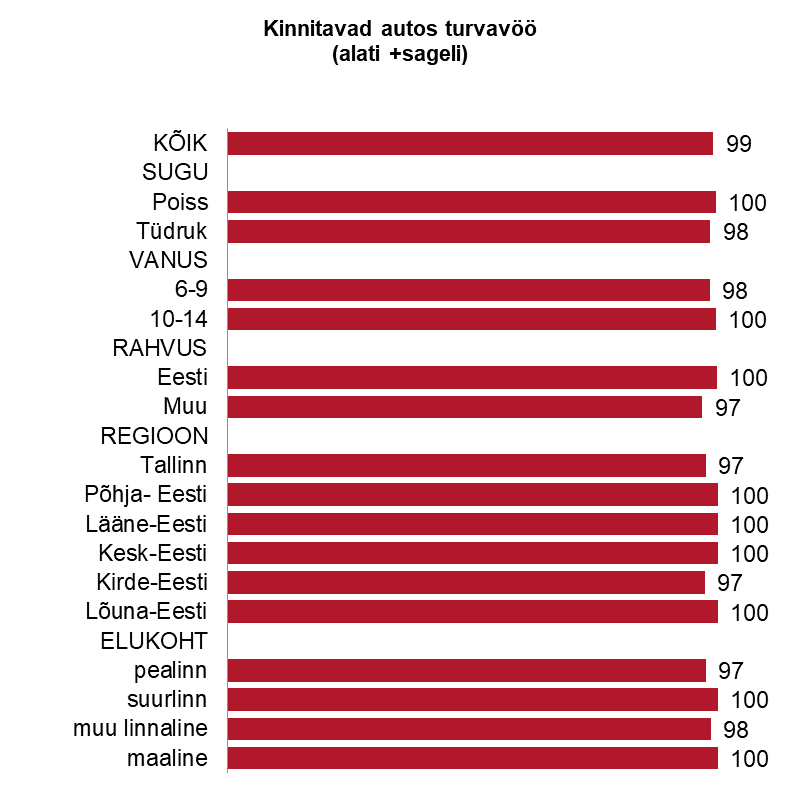 Kinnitavad autos turvavöö
(alati +sageli)
KÕIK 99
SUGU
Poiss 100
Tüdruk 98
VANUS
6-9 98
10-14 100
RAHVUS
Eesti 100
Muu 97
REGIOON
Tallinn 97
Põhja- Eesti 100
Lääne-Eesti 100
Kesk-Eesti 100
Kirde-Eesti 97
Lõuna-Eesti 100
ELUKOHT
pealinn 97
suurlinn 100
muu linnaline 98
maaline 100